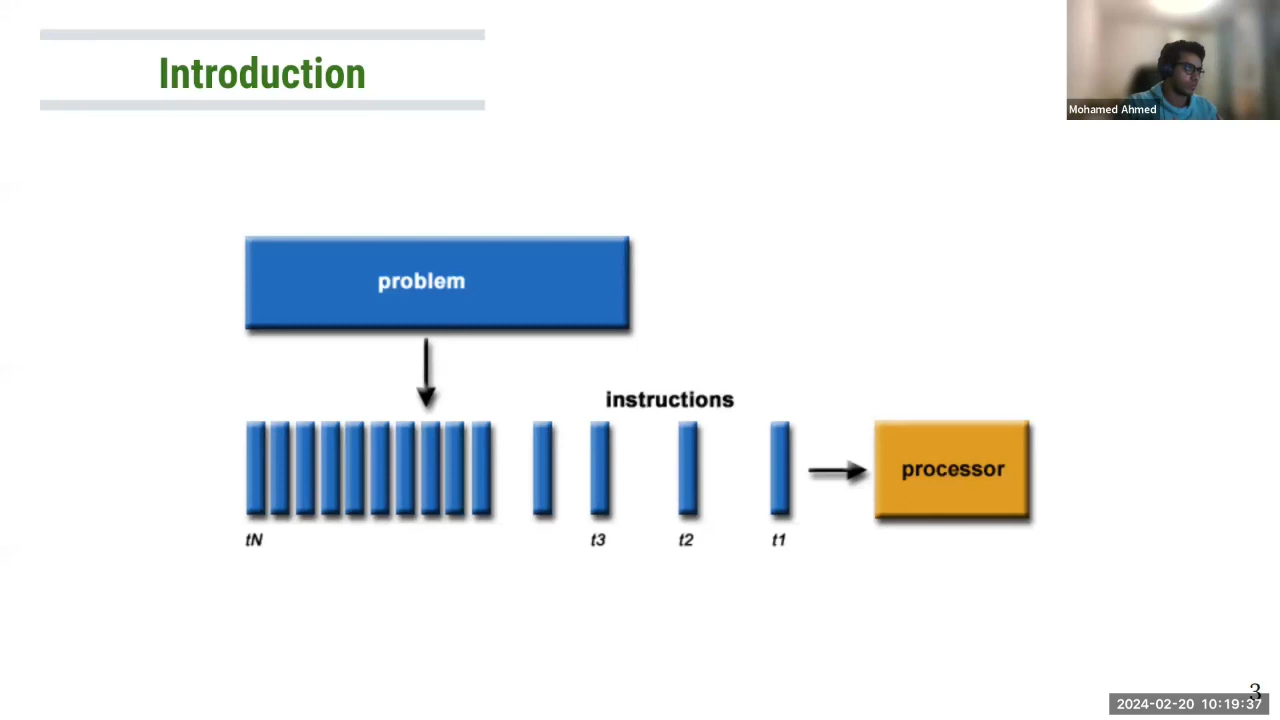 Introduction
Mohamed Ahmed
problem
instructions
processor
tN
t3
t2
t1
3
2024-02-20 10:19:37